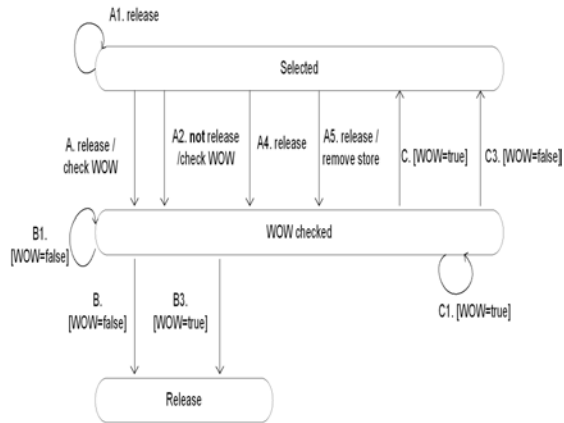 A1. release
Selected
A. release /
check WOW
A2. not release
/check WOW
A4. release
A5. release /
remove store
C. [WOW=true]
C3. [WOW=false]
B1.
[WOW=false]
WOW checked
B.
[WOW=false]
B3.
[WOW=true]
C1. [WOW=true]
Release